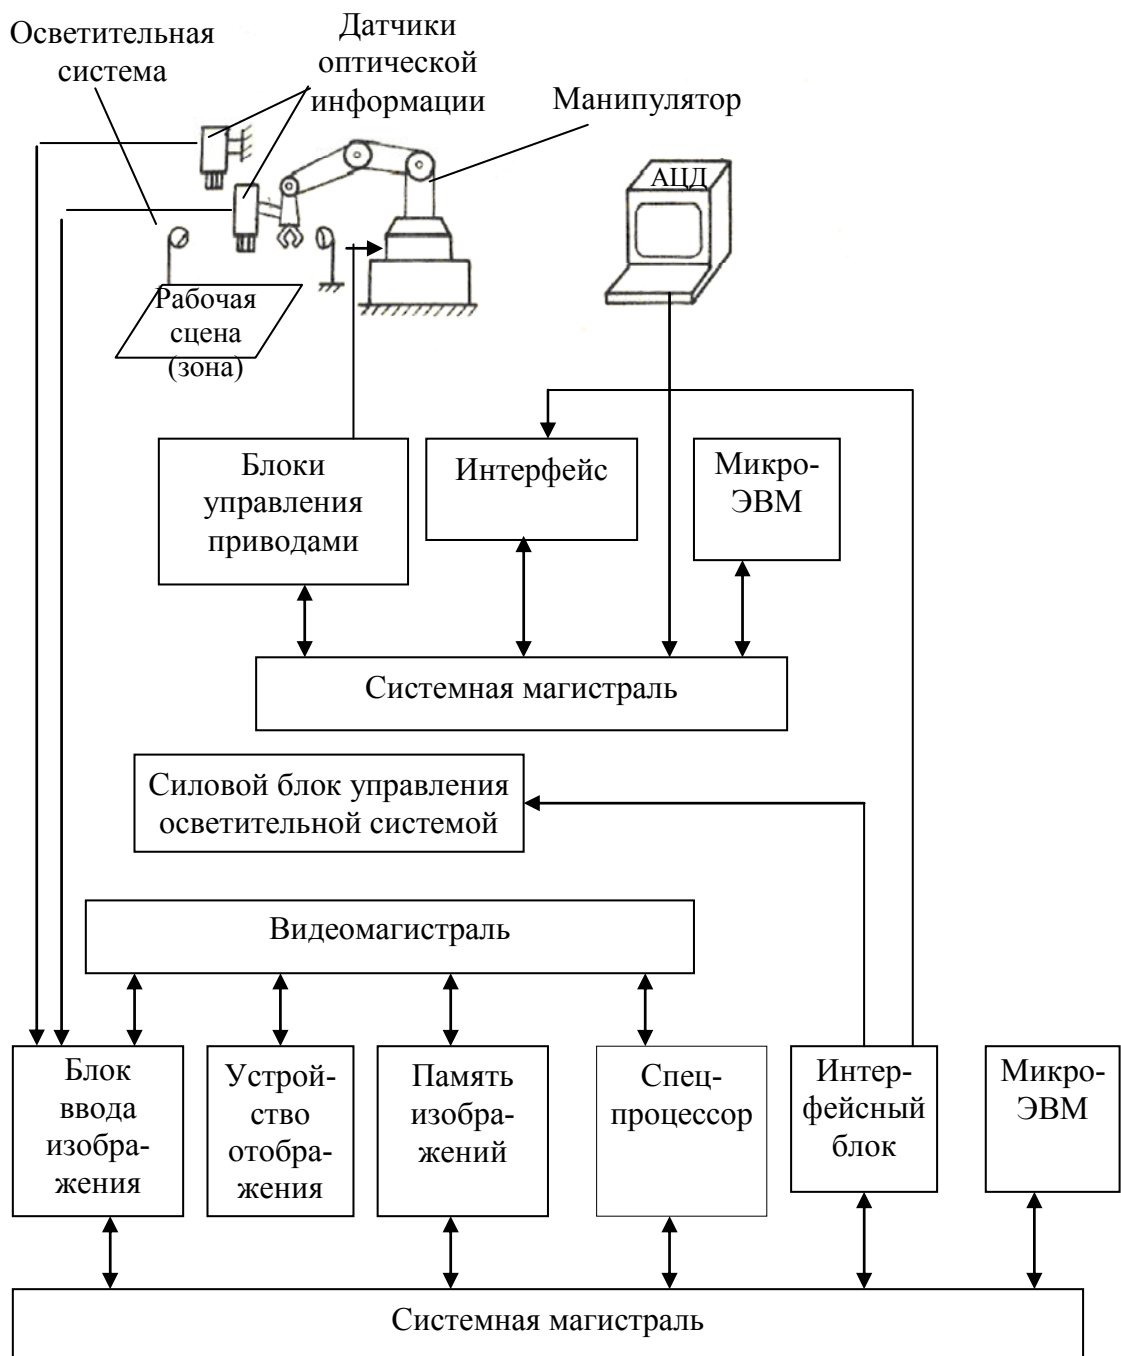 Осветительная
система
Датчики
оптической
информации
Манипулятор
АЦД
Рабочая
сцена
(зона)
Блоки
управления
приводами
Интерфейс
Микро-
ЭВМ
Системная магистраль
Силовой блок управления
осветительной системой
Видеомагистраль
Блок
ввода
изобра-
жения
Устрой-
ство
отобра-
жения
Память
изобра-
жений
Спец-
процессор
Интер-
фейсный
блок
Микро-
ЭВМ
Системная магистраль